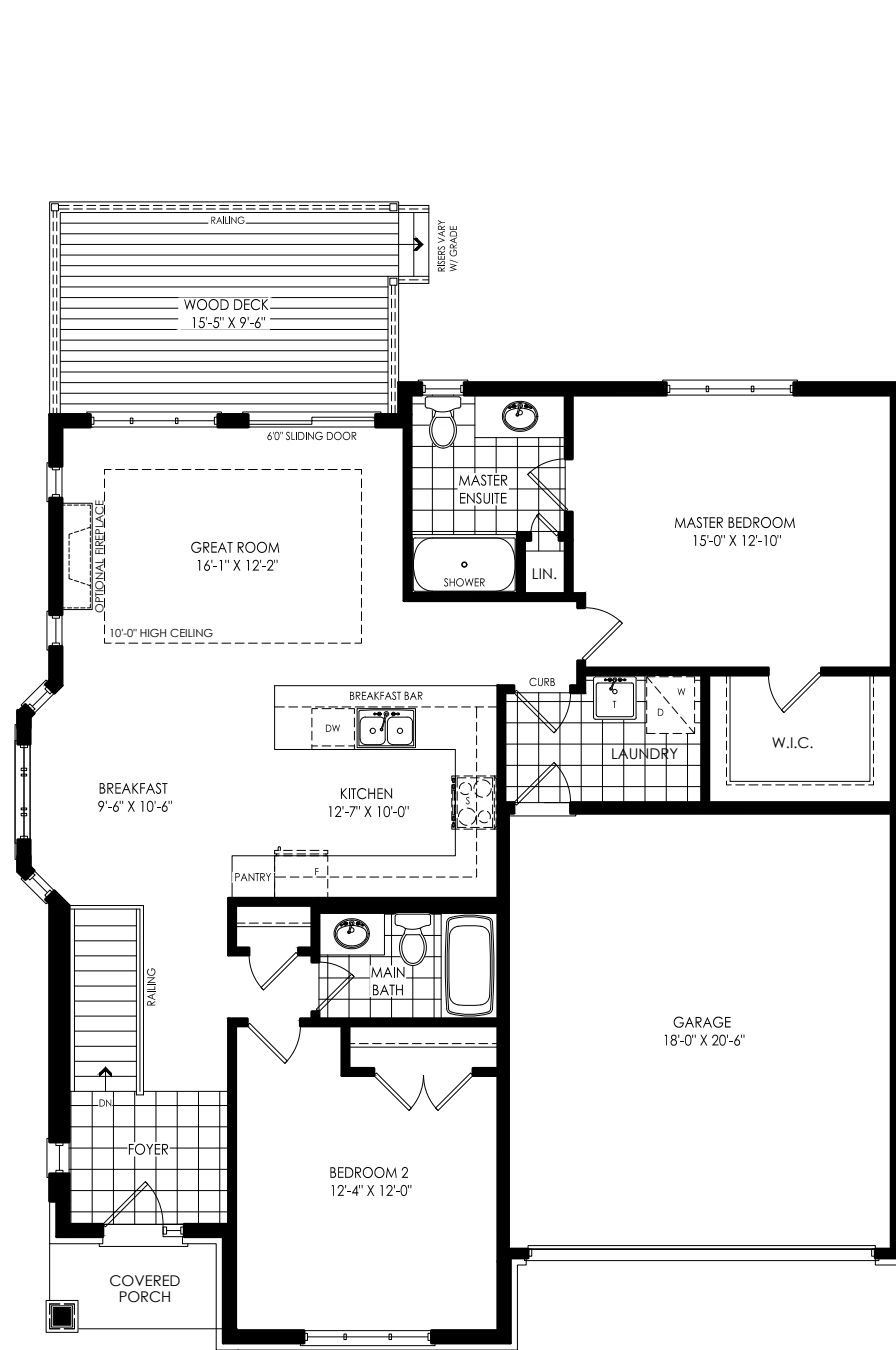 RAILING
RISERS VARY
W/ GRADE
WOOD DECK
15'-5" X 9'-6"
6'0" SLIDING DOOR
MASTER
ENSUITE
MASTER BEDROOM
15'-0" X 12'-10"
OPTIONAL FIREPLACE
GREAT ROOM
16'-1" X 12'-2"
SHOWER
LIN.
10'-0" HIGH CEILING
CURB
BREAKFAST BAR
DW
T
W
D
LAUNDRY
W.I.C.
BREAKFAST
9'-6" X 10'-6"
KITCHEN
12'-7" X 10'-0"
S
PANTRY
F
RAILING
MAIN
BATH
GARAGE
18'-0" X 20'-6"
DN
FOYER
BEDROOM 2
12'-4" X 12'-0"
COVERED
PORCH